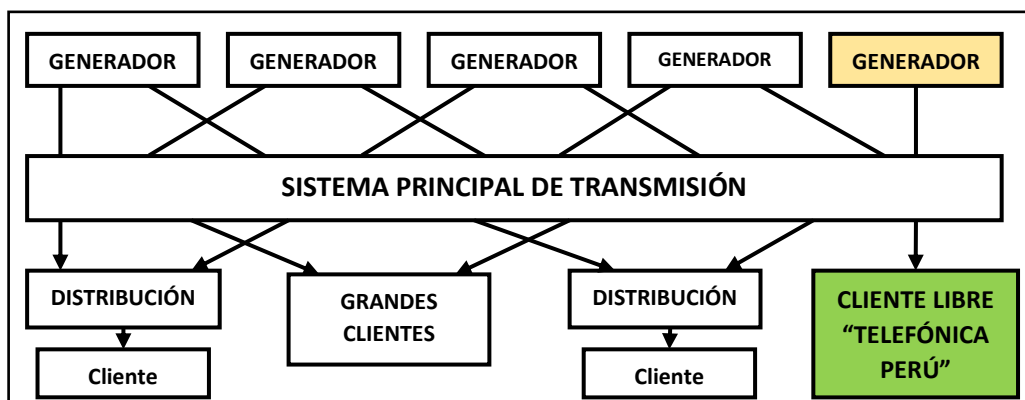 GENERADOR
GENERADOR
GENERADOR
GENERADOR
GENERADOR
SISTEMA PRINCIPAL DE TRANSMISIÓN
DISTRIBUCIÓN
GRANDES
CLIENTES
DISTRIBUCIÓN
CLIENTE LIBRE
“TELEFÓNICA
PERÚ”
Cliente
Cliente